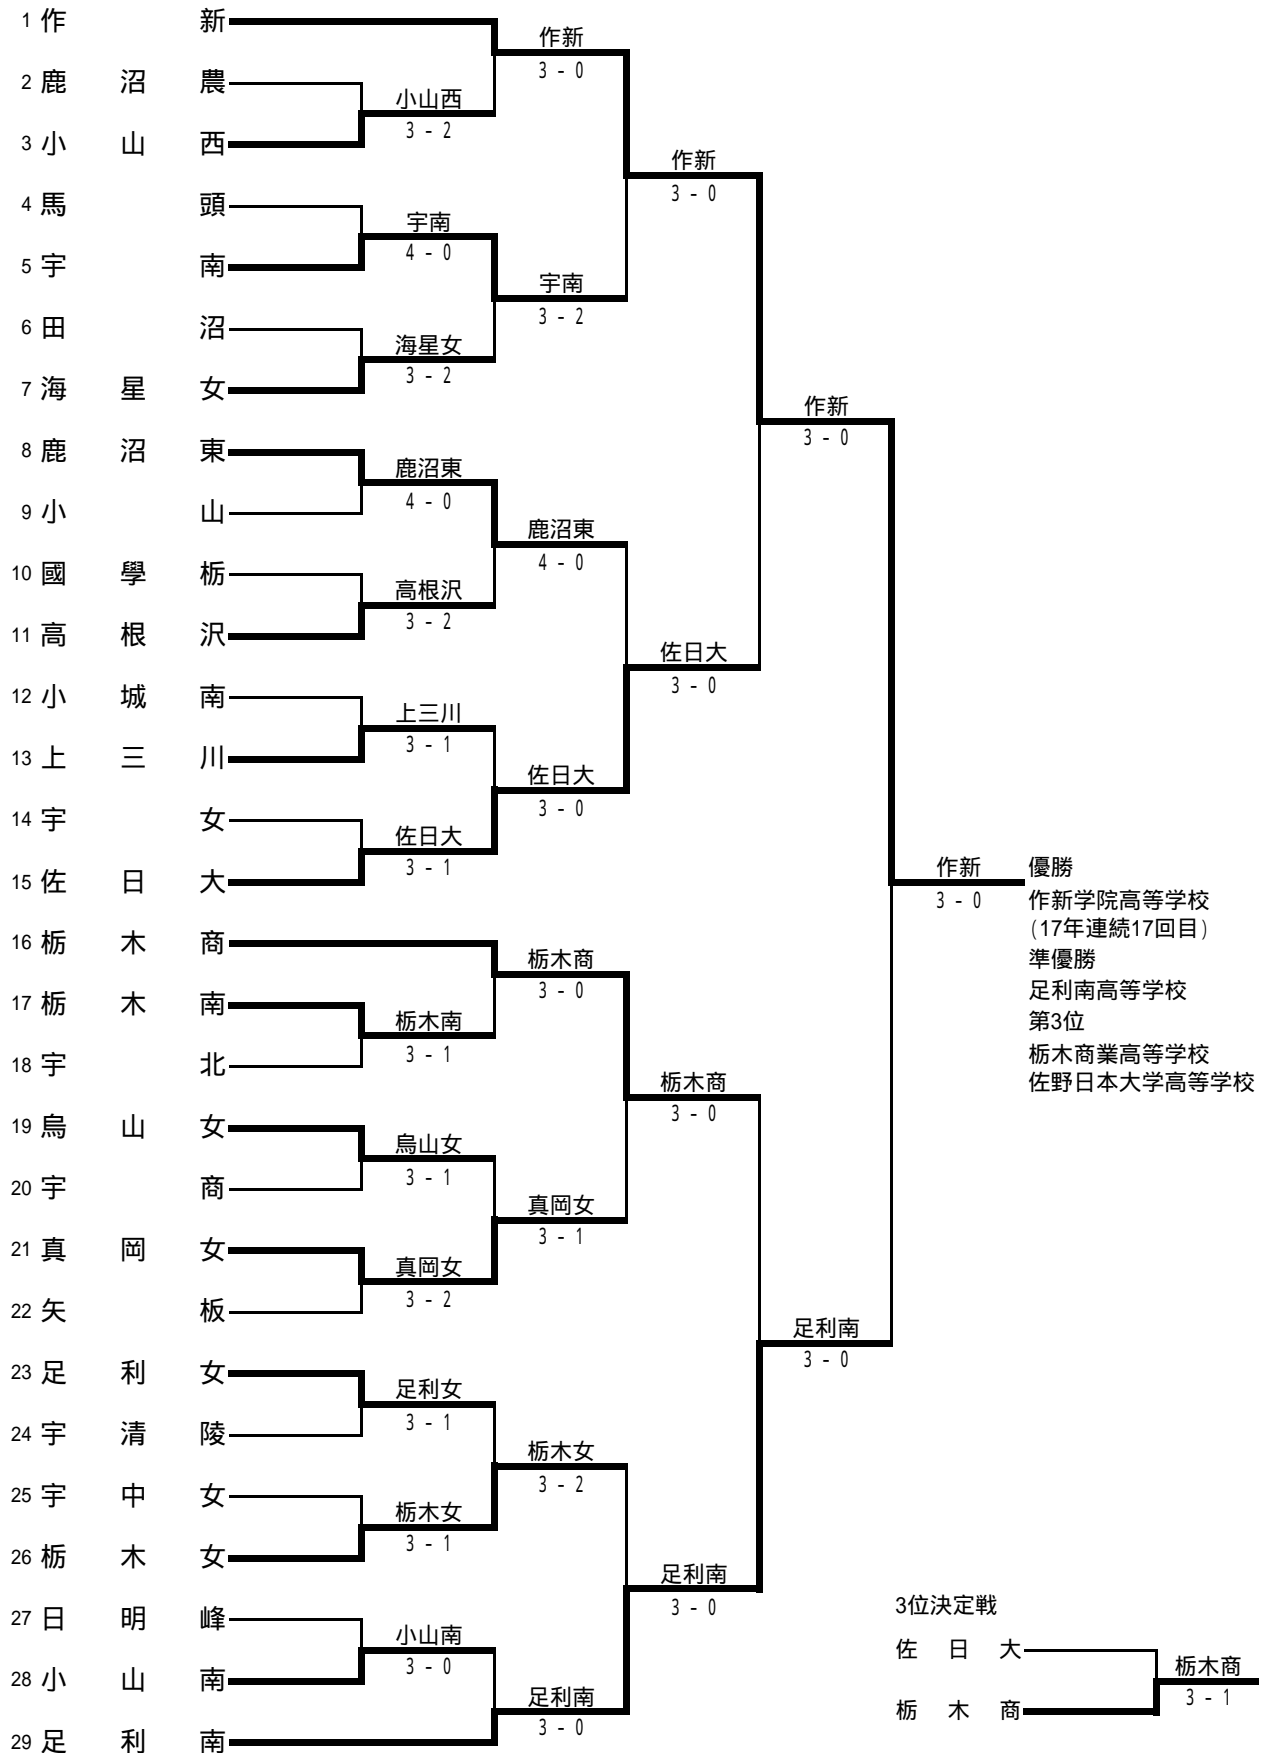 1 作新
2 鹿沼農
3 小山西
4 馬頭
5 宇南
6 田沼
7 海星女
8 鹿沼東
9 小山
10 國學栃
11 高根沢
12 小城南
13 上三川
14 宇女
15 佐日大
16 栃木商
17 栃木南
18 宇北
19 烏山女
20 宇商
21 真岡女
22 矢板
23 足利女
24 宇清陵
25 宇中女
26 栃木女
27 日明峰
28 小山南
29 足利南
小山西
3 - 2
宇南
4 - 0
海星女
3 - 2
鹿沼東
4 - 0
高根沢
3 - 2
上三川
3 - 1
佐日大
3 - 1
栃木南
3 - 1
烏山女
3 - 1
真岡女
3 - 2
足利女
3 - 1
栃木女
3 - 1
小山南
3 - 0
作新
3 - 0
宇南
3 - 2
鹿沼東
4 - 0
佐日大
3 - 0
栃木商
3 - 0
真岡女
3 - 1
栃木女
3 - 2
足利南
3 - 0
作新
3 - 0
佐日大
3 - 0
栃木商
3 - 0
足利南
3 - 0
作新
3 - 0
足利南
3 - 0
作新
3 - 0
優勝
作新学院高等学校
(17年連続17回目)
準優勝
足利南高等学校
第3位
栃木商業高等学校
佐野日本大学高等学校
3位決定戦
佐日大
栃木商
栃木商
3 - 1